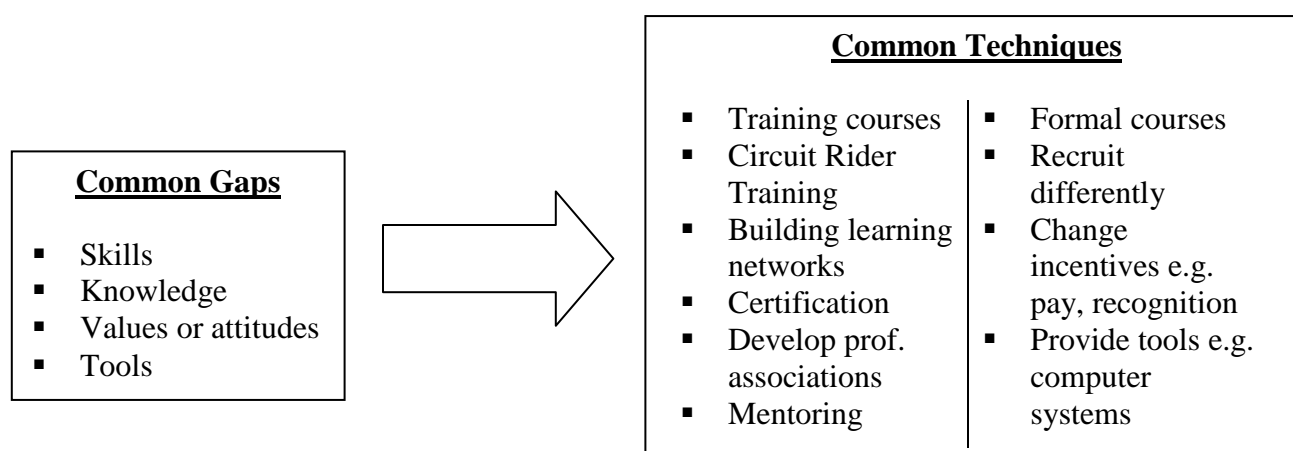 Common Gaps
▪ Skills
▪ Knowledge
▪ Values or attitudes
▪ Tools
Common Techniques
▪ Training courses
▪ Circuit Rider
Training
▪ Building learning
networks
▪ Certification
▪ Develop prof.
associations
▪ Mentoring
▪ Formal courses
▪ Recruit
differently
▪ Change
incentives e.g.
pay, recognition
▪ Provide tools e.g.
computer
systems